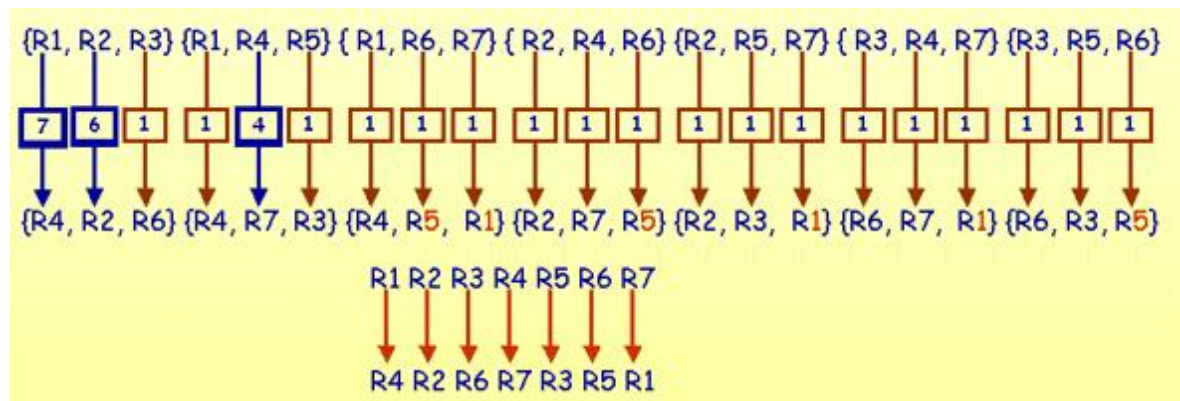 {R1, R2, R3} {R1, R4, R5} { R1, R6, R7} { R2, R4, R6} {R2, R5, R7} { R3, R4, R7} {R3, R5, R6}
7 6 1 1 4 1 1 1 1 1 1 1 1 1 1 1 1 1 1 1 1
{R4, R2, R6} {R4, R7, R3} {R4, R5, R1} {R2, R7, R5} {R2, R3, R1} {R6, R7, R1} {R6, R3, R5}
R1 R2 R3 R4 R5 R6 R7
R4 R2 R6 R7 R3 R5 R1